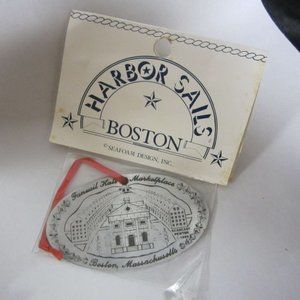 HARBOR SAILS
BOSTON
© SEAFOAM DESIGN, INC.
Faneuil Hall Marketplace
Boston, Massachusetts